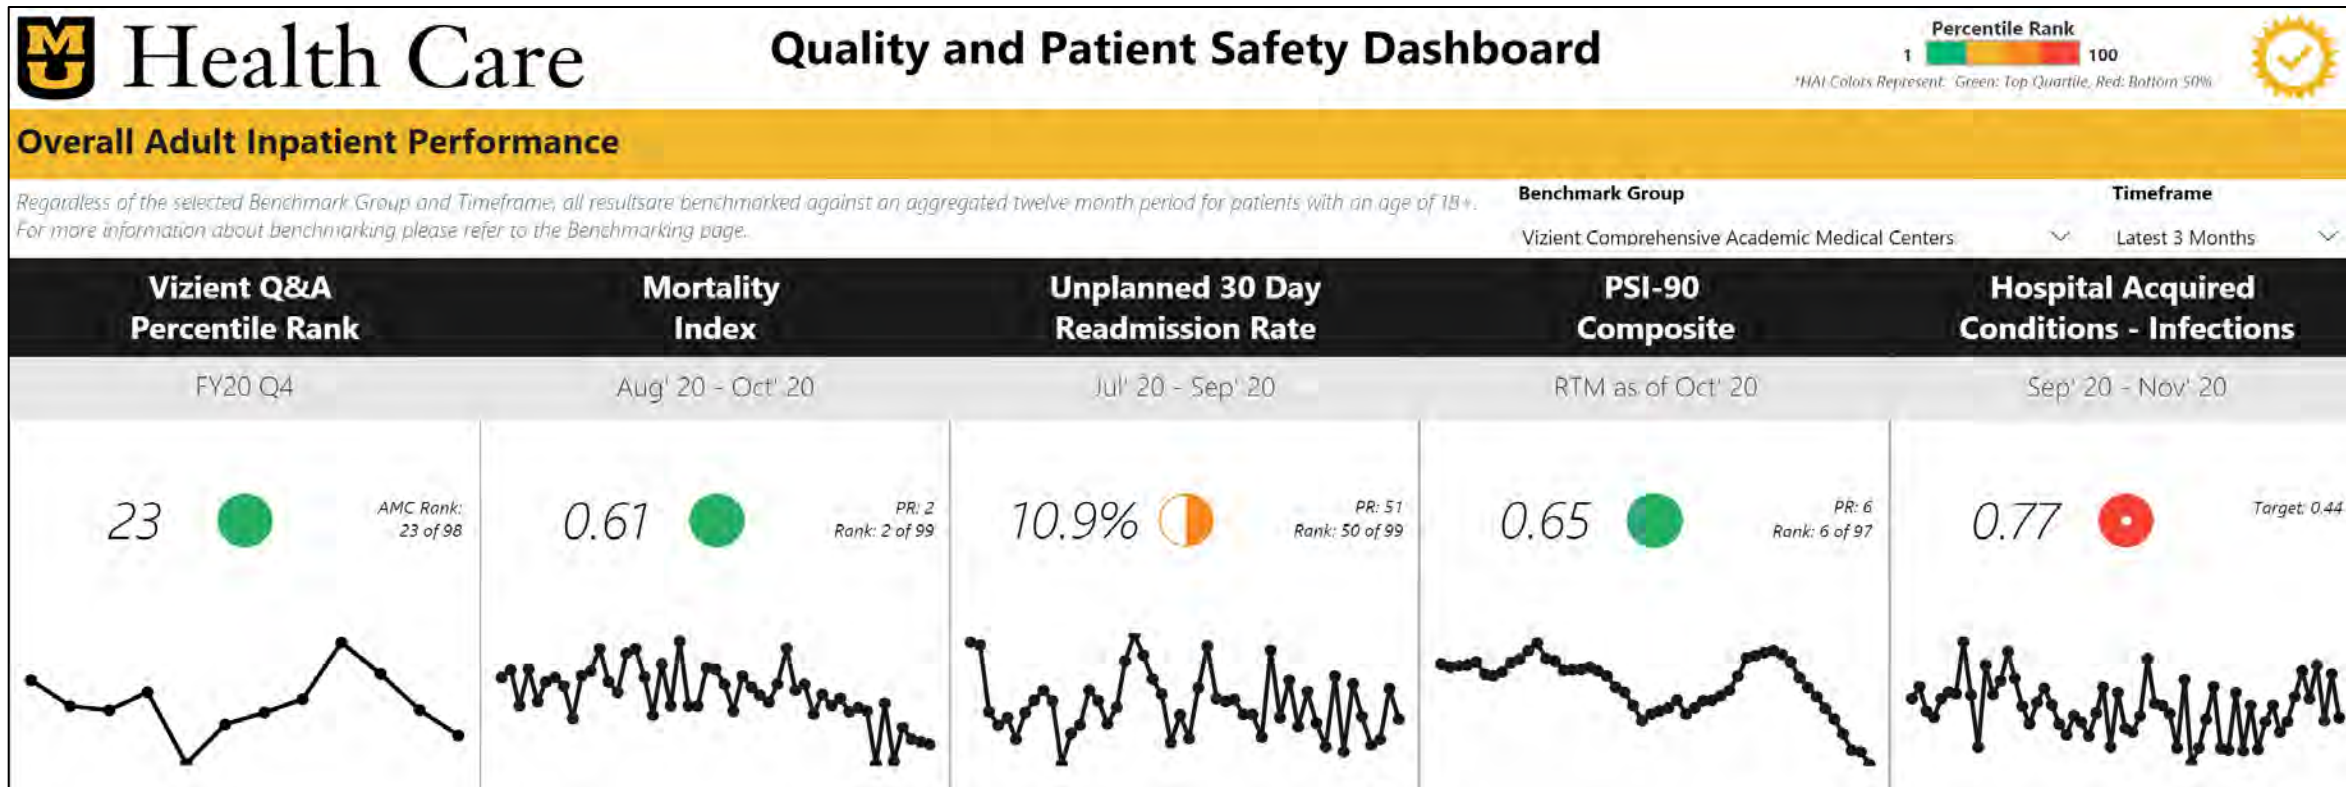 MU Health Care
Quality and Patient Safety Dashboard
Percentile Rank
1 100
*HAI Colors Represent: Green: Top Quartile, Red: Bottom 50%
Overall Adult Inpatient Performance
Regardless of the selected Benchmark Group and Timeframe, all resultsare benchmarked against an aggregated twelve month period for patients with an age of 18+.
For more information about benchmarking please refer to the Benchmarking page.
Benchmark Group
Vizient Comprehensive Academic Medical Centers
Timeframe
Latest 3 Months
Vizient Q&A
Percentile Rank
Mortality
Index
Unplanned 30 Day
Readmission Rate
PSI-90
Composite
Hospital Acquired
Conditions - Infections
FY20 Q4
Aug' 20 - Oct' 20
Jul' 20 - Sep' 20
RTM as of Oct' 20
Sep' 20 - Nov' 20
23
AMC Rank:
23 of 98
0.61
PR: 2
Rank: 2 of 99
10.9%
PR: 51
Rank: 50 of 99
0.65
PR: 6
Rank: 6 of 97
0.77
Target: 0.44